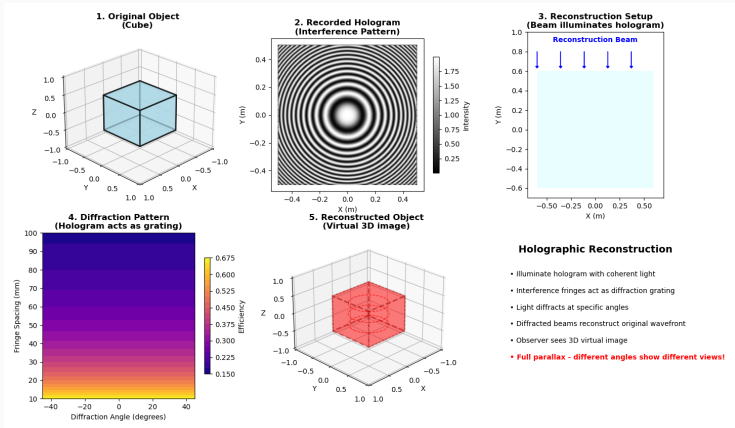 1. Original Object
(Cube)
1.0
0.5
0.0
−0.5
−1.0
Z
−1.0
−0.5
0.0
0.5
1.0
Y
−1.0
−0.5
0.0
0.5
1.0
X
2. Recorded Hologram
(Interference Pattern)
0.4
0.2
0.0
−0.2
−0.4
Y (m)
−0.4
−0.2
0.0
0.2
0.4
X (m)
1.75
1.50
1.25
1.00
0.75
0.50
0.25
Intensity
3. Reconstruction Setup
(Beam illuminates hologram)
Reconstruction Beam
1.0
0.8
0.6
0.4
0.2
0.0
−0.2
−0.4
−0.6
Y (m)
−0.50
−0.25
0.00
0.25
0.50
X (m)
4. Diffraction Pattern
(Hologram acts as grating)
100
90
80
70
60
50
40
30
20
10
Fringe Spacing (mm)
−40
−20
0
20
40
Diffraction Angle (degrees)
0.675
0.600
0.525
0.450
0.375
0.300
0.225
0.150
Efficiency
5. Reconstructed Object
(Virtual 3D image)
1.0
0.5
0.0
−0.5
−1.0
Z
−1.0
−0.5
0.0
0.5
1.0
Y
−1.0
−0.5
0.0
0.5
1.0
X
Holographic Reconstruction
• Illuminate hologram with coherent light
• Interference fringes act as diffraction grating
• Light diffracts at specific angles
• Diffracted beams reconstruct original wavefront
• Observer sees 3D virtual image
• Full parallax - different angles show different views!